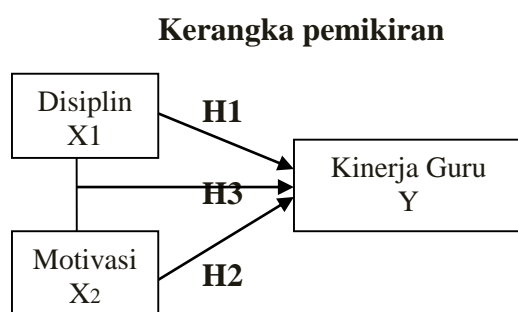 Kerangka pemikiran
Disiplin
X1
H1
Kinerja Guru
Y
H3
Motivasi
X2
H2